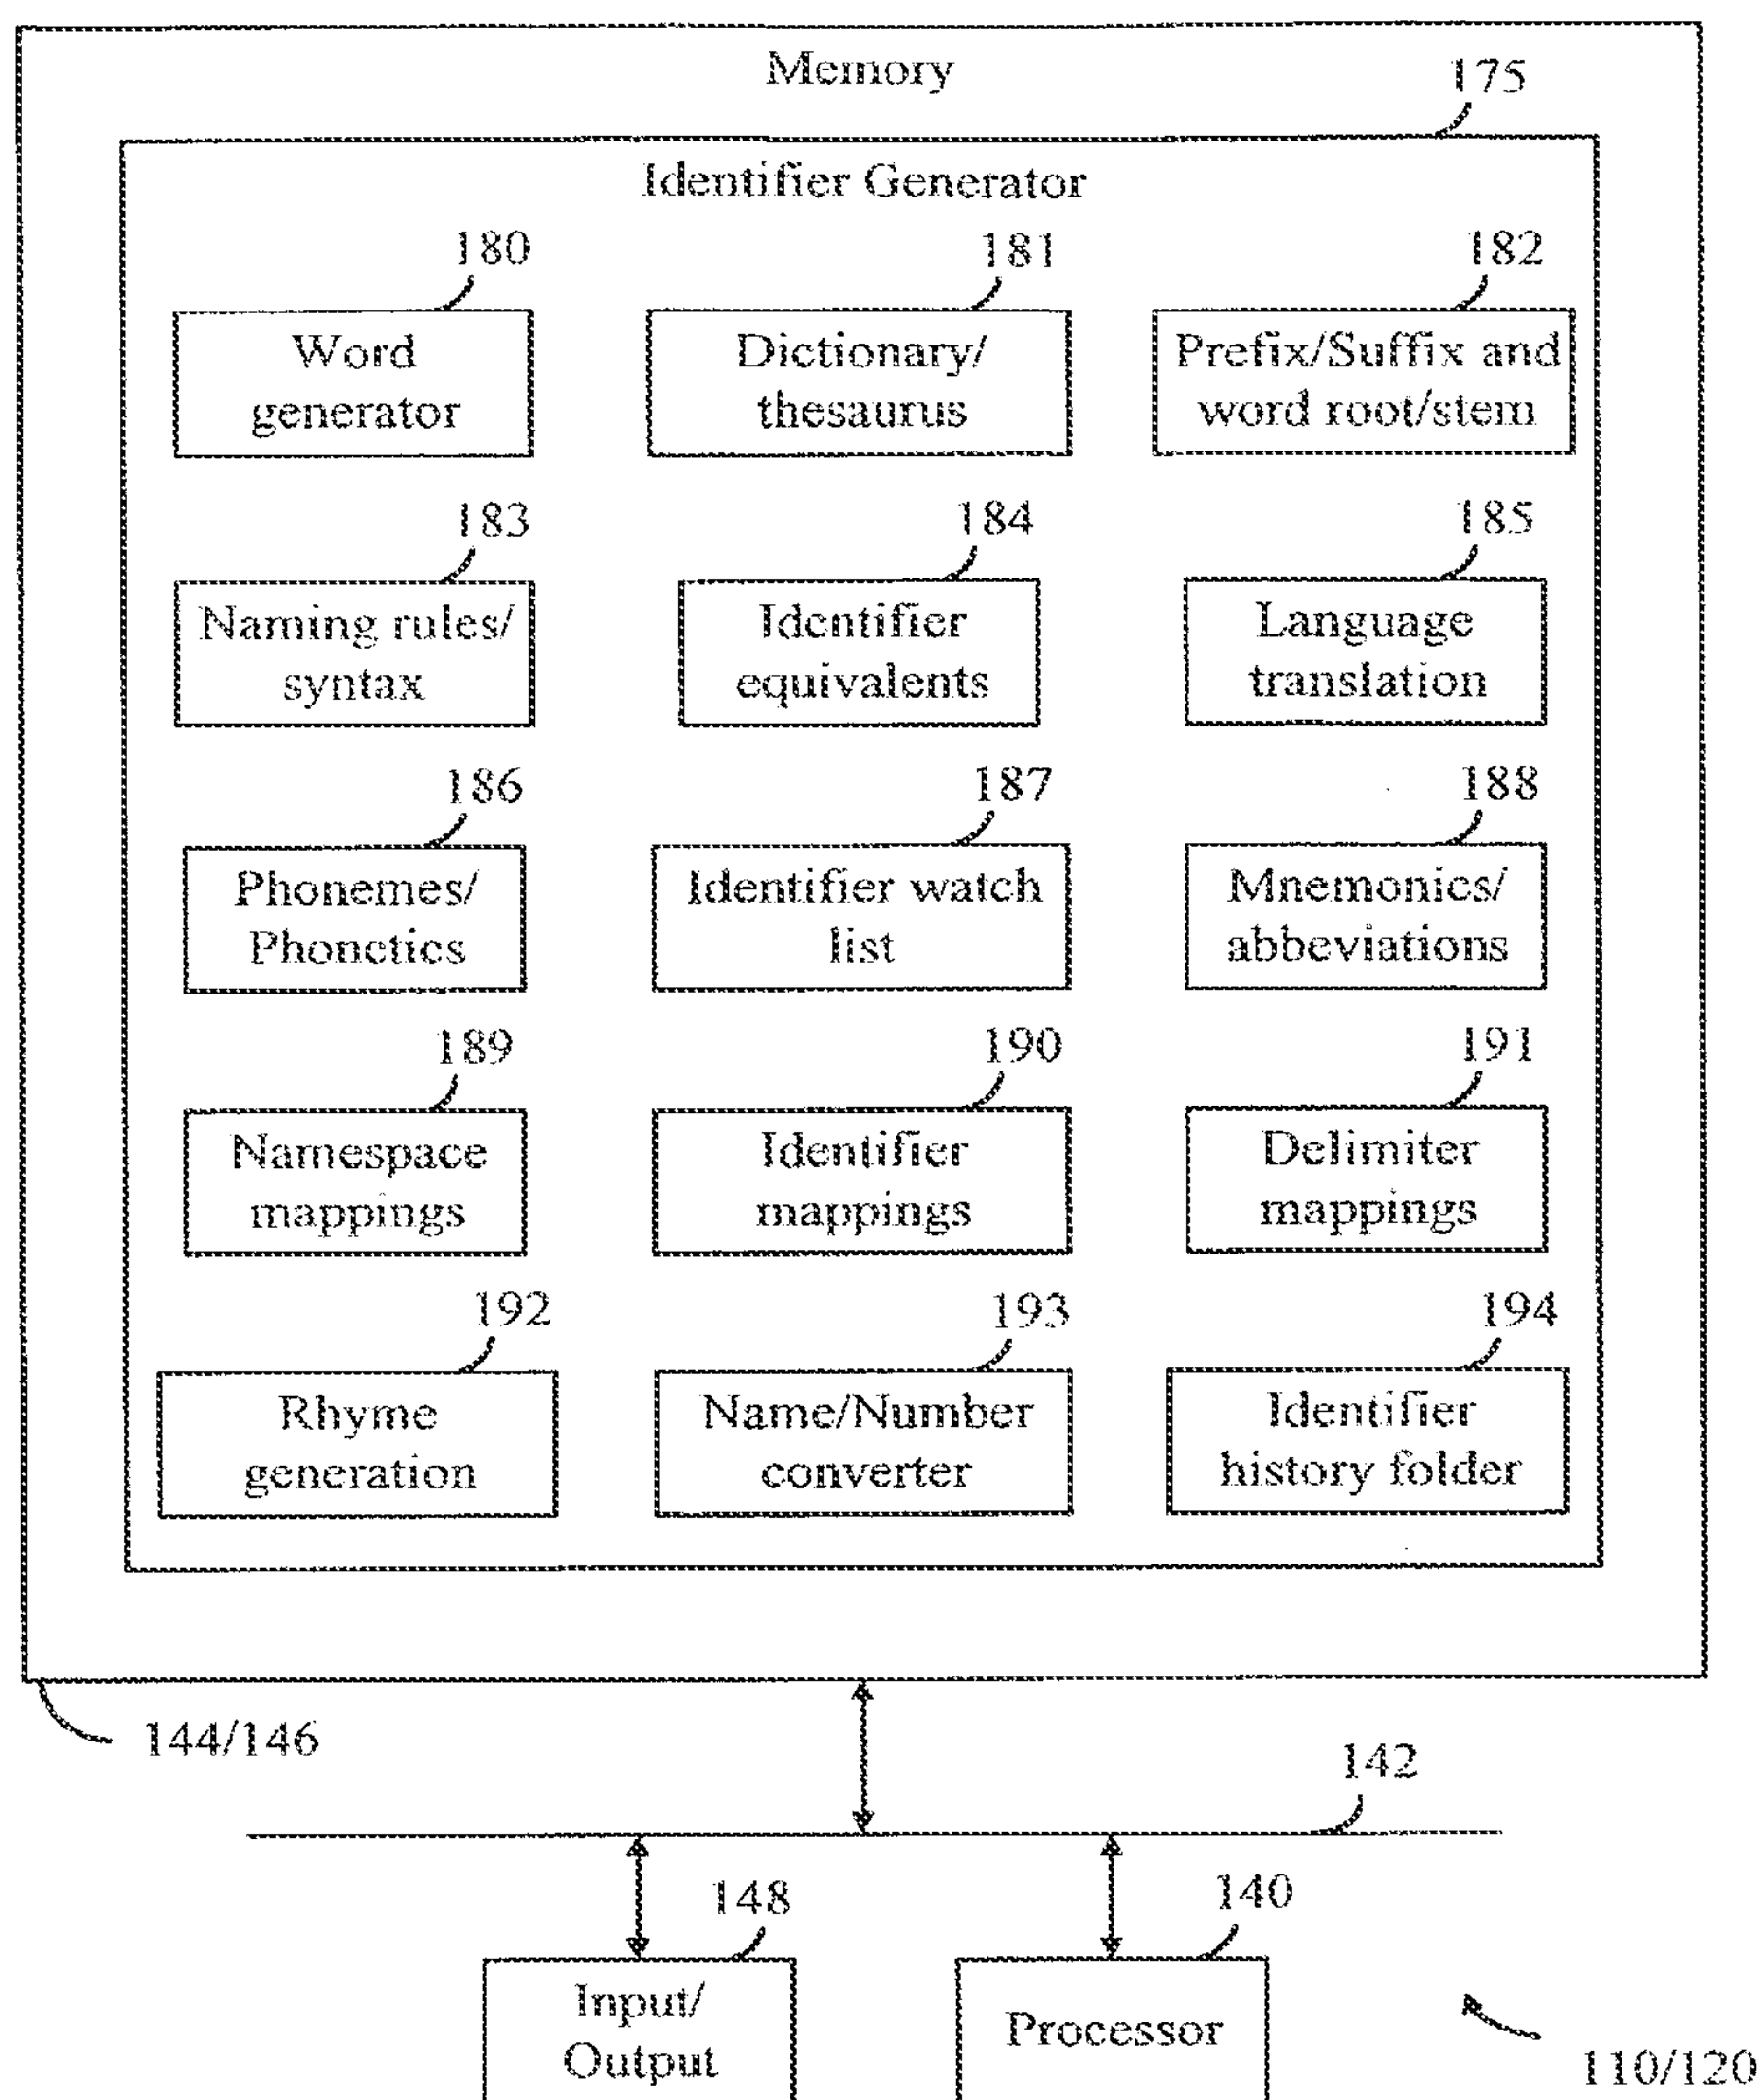 Memory
175
Identifier Generator
180
181
182
Word
generator
Dictionary/
thesaurus
Prefix/Suffix and
word root/stem
183
184
185
Naming rules/
syntax
Identifier
equivalents
Language
translation
186
187
188
Phonemes/
Phonetics
Identifier watch
list
Mnemonics/
abbeviations
189
190
191
Namespace
mappings
Identifier
mappings
Delimiter
mappings
192
193
194
Rhyme
generation
Name/Number
converter
Identifier
history folder
144/146
142
148
140
Input/
Output
Processor
110/120